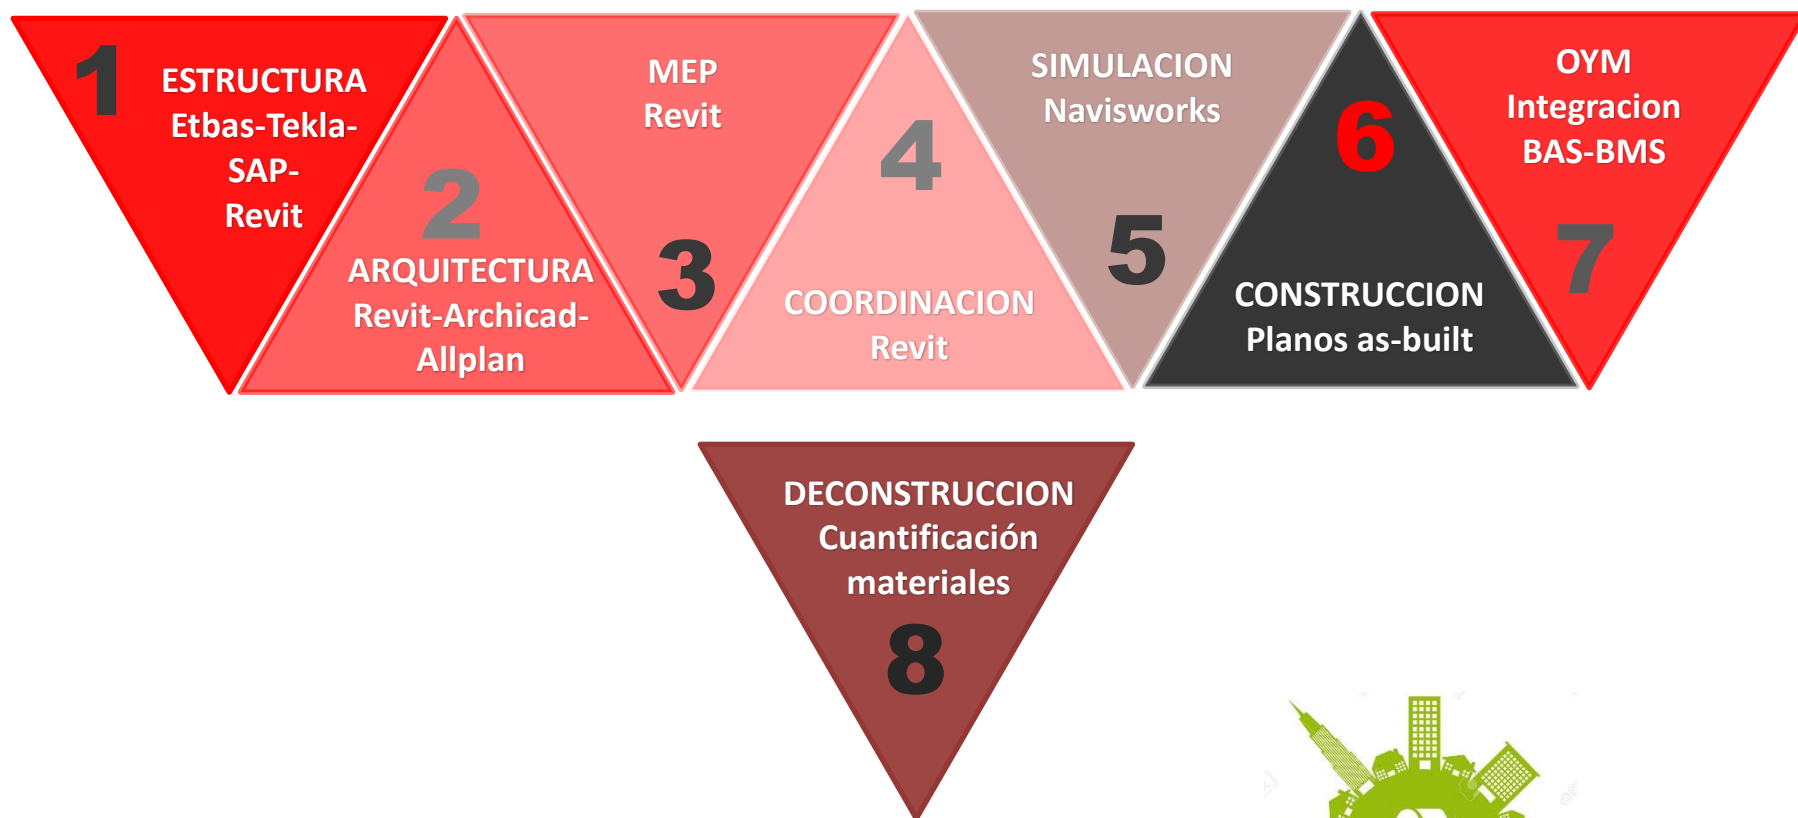 1
ESTRUCTURA
Etbas-Tekla-
SAP-
Revit
2
ARQUITECTURA
Revit-Archicad-
Allplan
MEP
Revit
3
4
COORDINACION
Revit
SIMULACION
Navisworks
5
6
CONSTRUCCION
Planos as-built
OYM
Integracion
BAS-BMS
7
DECONSTRUCCION
Cuantificación
materiales
8